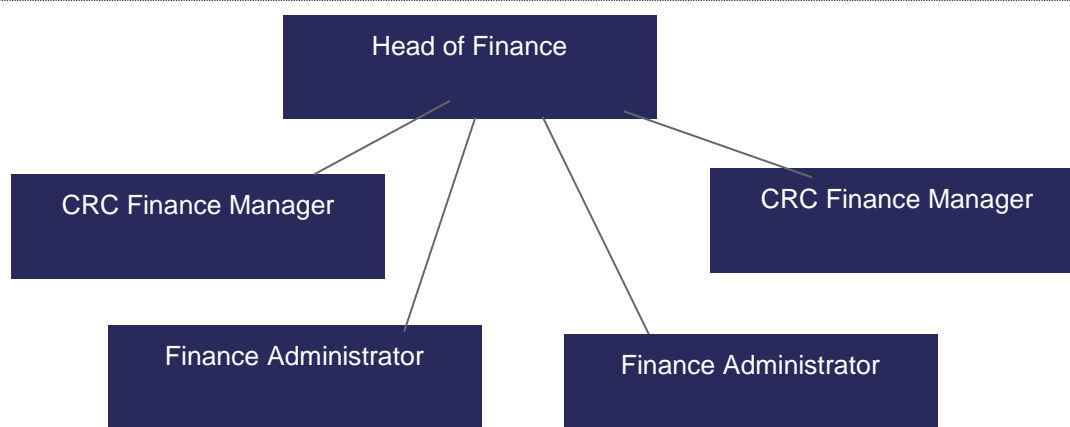 Head of Finance
CRC Finance Manager
CRC Finance Manager
Finance Administrator
Finance Administrator